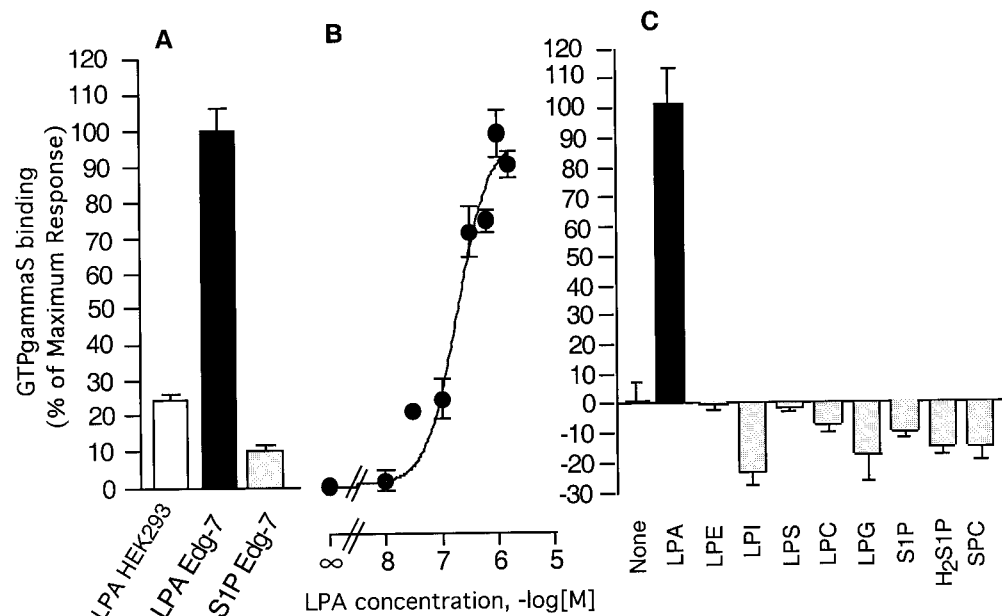 A
B
C
GTPgammaS binding
(% of Maximum Response)
120
110
100
90
80
70
60
50
40
30
20
10
0
LPA HEK293
LPA Edg-7
S1P Edg-7
∞
8
7
6
5
LPA concentration, -log[M]
120
110
100
90
80
70
60
50
40
30
20
10
0
-10
-20
-30
None
LPA
LPE
LPI
LPS
LPC
LPG
S1P
H₂S1P
SPC